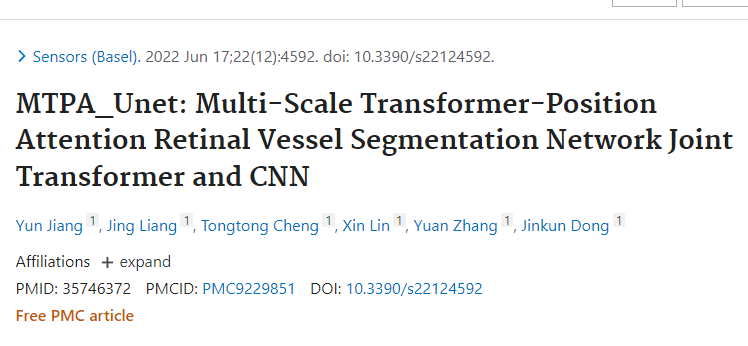 Sensors (Basel). 2022 Jun 17;22(12):4592. doi: 10.3390/s22124592.
MTPA_Unet: Multi-Scale Transformer-Position
Attention Retinal Vessel Segmentation Network Joint
Transformer and CNN
Yun Jiang 1, Jing Liang 1, Tongtong Cheng 1, Xin Lin 1, Yuan Zhang 1, Jinkun Dong 1
Affiliations + expand
PMID: 35746372 PMCID: PMC9229851 DOI: 10.3390/s22124592
Free PMC article